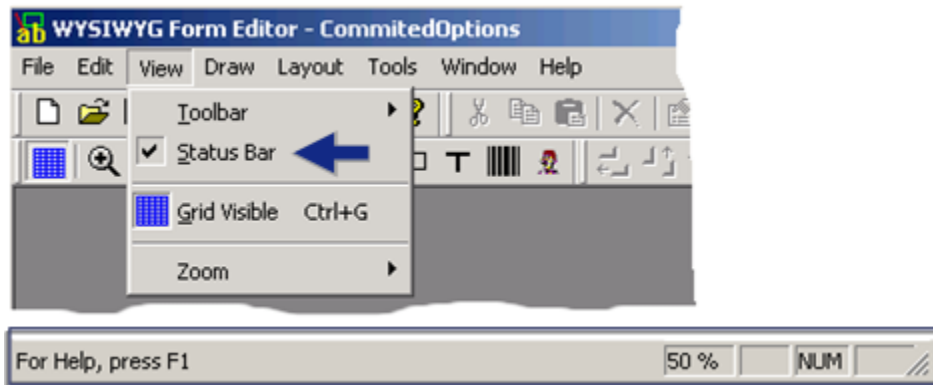 WYSIWYG Form Editor - CommitedOptions
File Edit View Draw Layout Tools Window Help
Toolbar
Status Bar
Grid Visible Ctrl+G
Zoom
For Help, press F1 50 % NUM